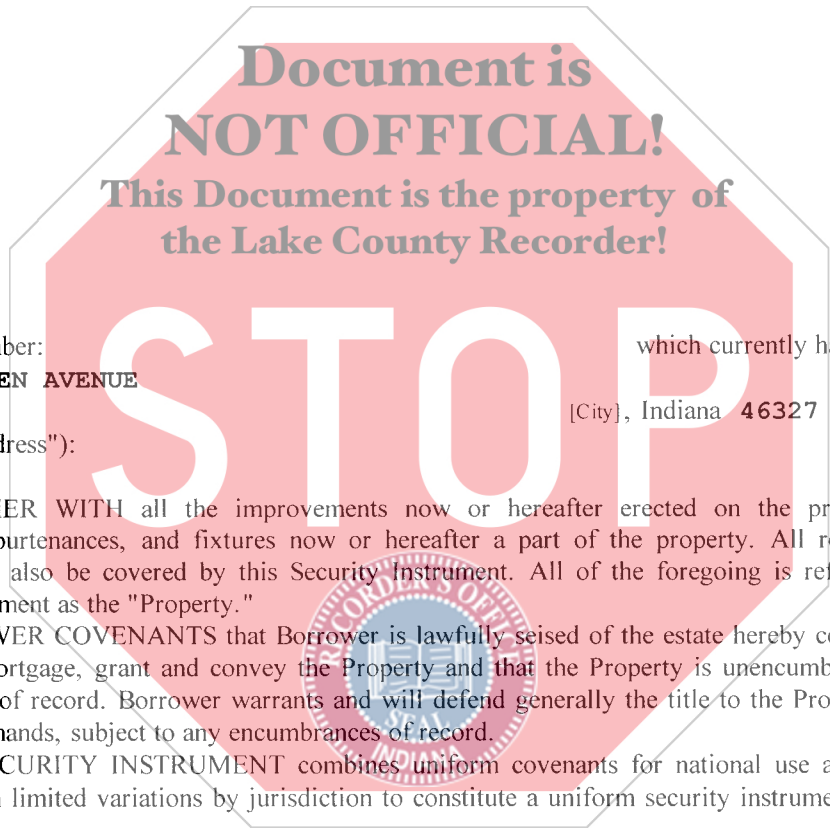 Document is
NOT OFFICIAL!
This Document is the property of
the Lake County Recorder!
STOP
ber: which currently ha
EN AVENUE
[City], Indiana 46327
dress"):
ER WITH all the improvements now or hereafter erected on the pr
purtenances, and fixtures now or hereafter a part of the property. All r
also be covered by this Security Instrument. All of the foregoing is ref
ment as the "Property."
WER COVENANTS that Borrower is lawfully seised of the estate hereby c
ortgage, grant and convey the Property and that the Property is unencumb
of record. Borrower warrants and will defend generally the title to the Pro
mands, subject to any encumbrances of record.
CURITY INSTRUMENT combines uniform covenants for national use a
limited variations by jurisdiction to constitute a uniform security instrume
RECORDER'S OFFICE
SEAL
INDIANA